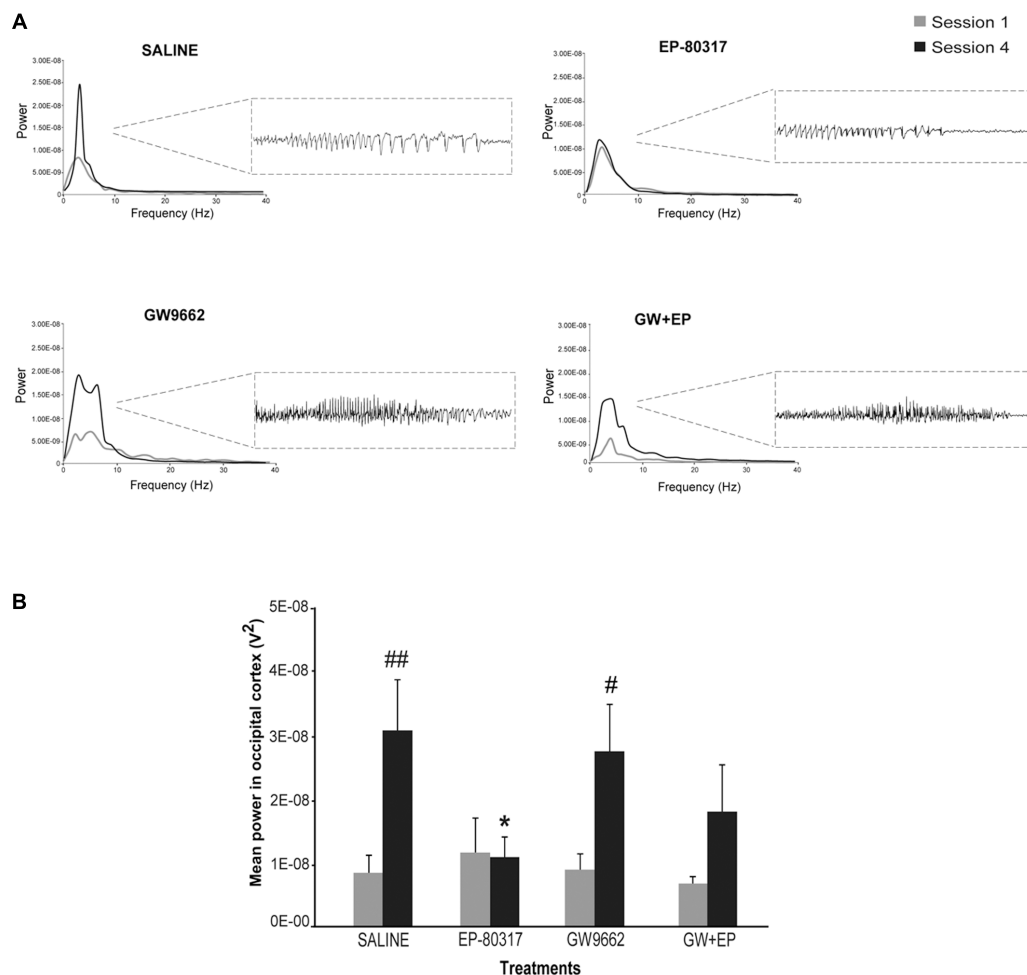 A
Session 1
Session 4
SALINE
3.00E-08
2.50E-08
2.00E-08
1.50E-08
1.00E-08
5.00E-09
0
Power
0 10 20 30 40
Frequency (Hz)
EP-80317
3.00E-08
2.50E-08
2.00E-08
1.50E-08
1.00E-08
5.00E-09
0
Power
0 10 20 30 40
Frequency (Hz)
GW9662
3.00E-08
2.50E-08
2.00E-08
1.50E-08
1.00E-08
5.00E-09
0
Power
0 10 20 30 40
Frequency (Hz)
GW+EP
3.00E-08
2.50E-08
2.00E-08
1.50E-08
1.00E-08
5.00E-09
0
Power
0 10 20 30 40
Frequency (Hz)
B
Mean power in occipital cortex (V²)
5E-08
4E-08
3E-08
2E-08
1E-08
0E-00
##
*
#
SALINE EP-80317 GW9662 GW+EP
Treatments